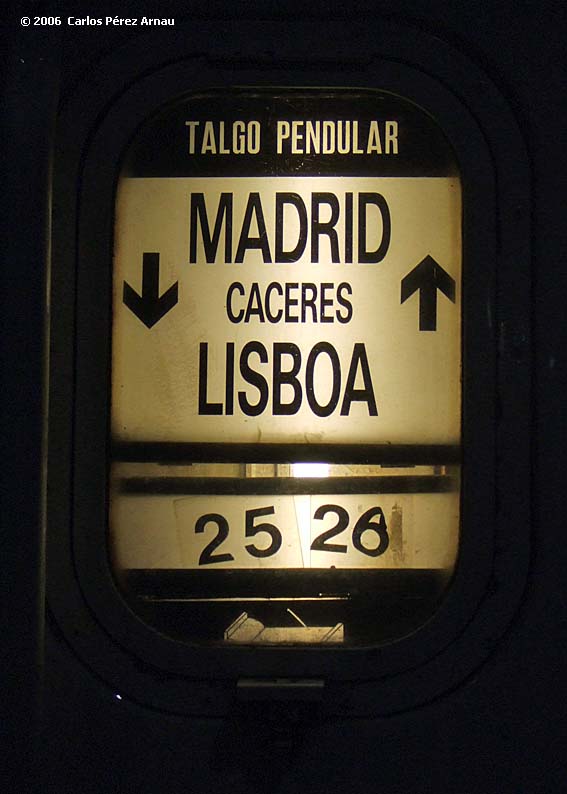 © 2006 Carlos Pérez Arnau
TALGO PENDULAR
MADRID
CACERES
LISBOA
25 26